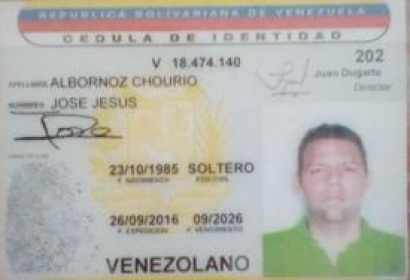 REPUBLICA BOLIVARIANA DE VENEZUELA
CEDULA DE IDENTIDAD
V 18.474.140
202
Juan Dugarte
Director
APELLIDOS ALBORNOZ CHOURIO
NOMBRES JOSE JESUS
23/10/1985 SOLTERO
F. NACIMIENTO EDO CIVIL
26/09/2016 09/2026
F. EXPEDICION F.
VENEZOLANO